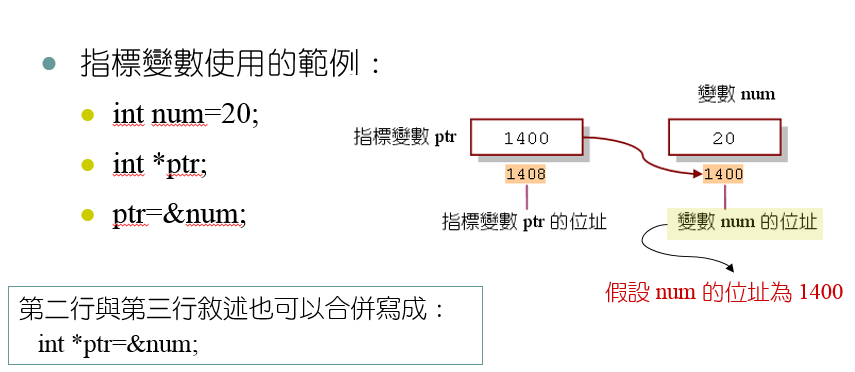 指標變數使用的範例：
int num=20;
int *ptr;
ptr=&num;
變數 num
指標變數 ptr
1400
20
1408
1400
指標變數 ptr 的位址
變數 num 的位址
假設 num 的位址為 1400
第二行與第三行敘述也可以合併寫成：
int *ptr=&num;